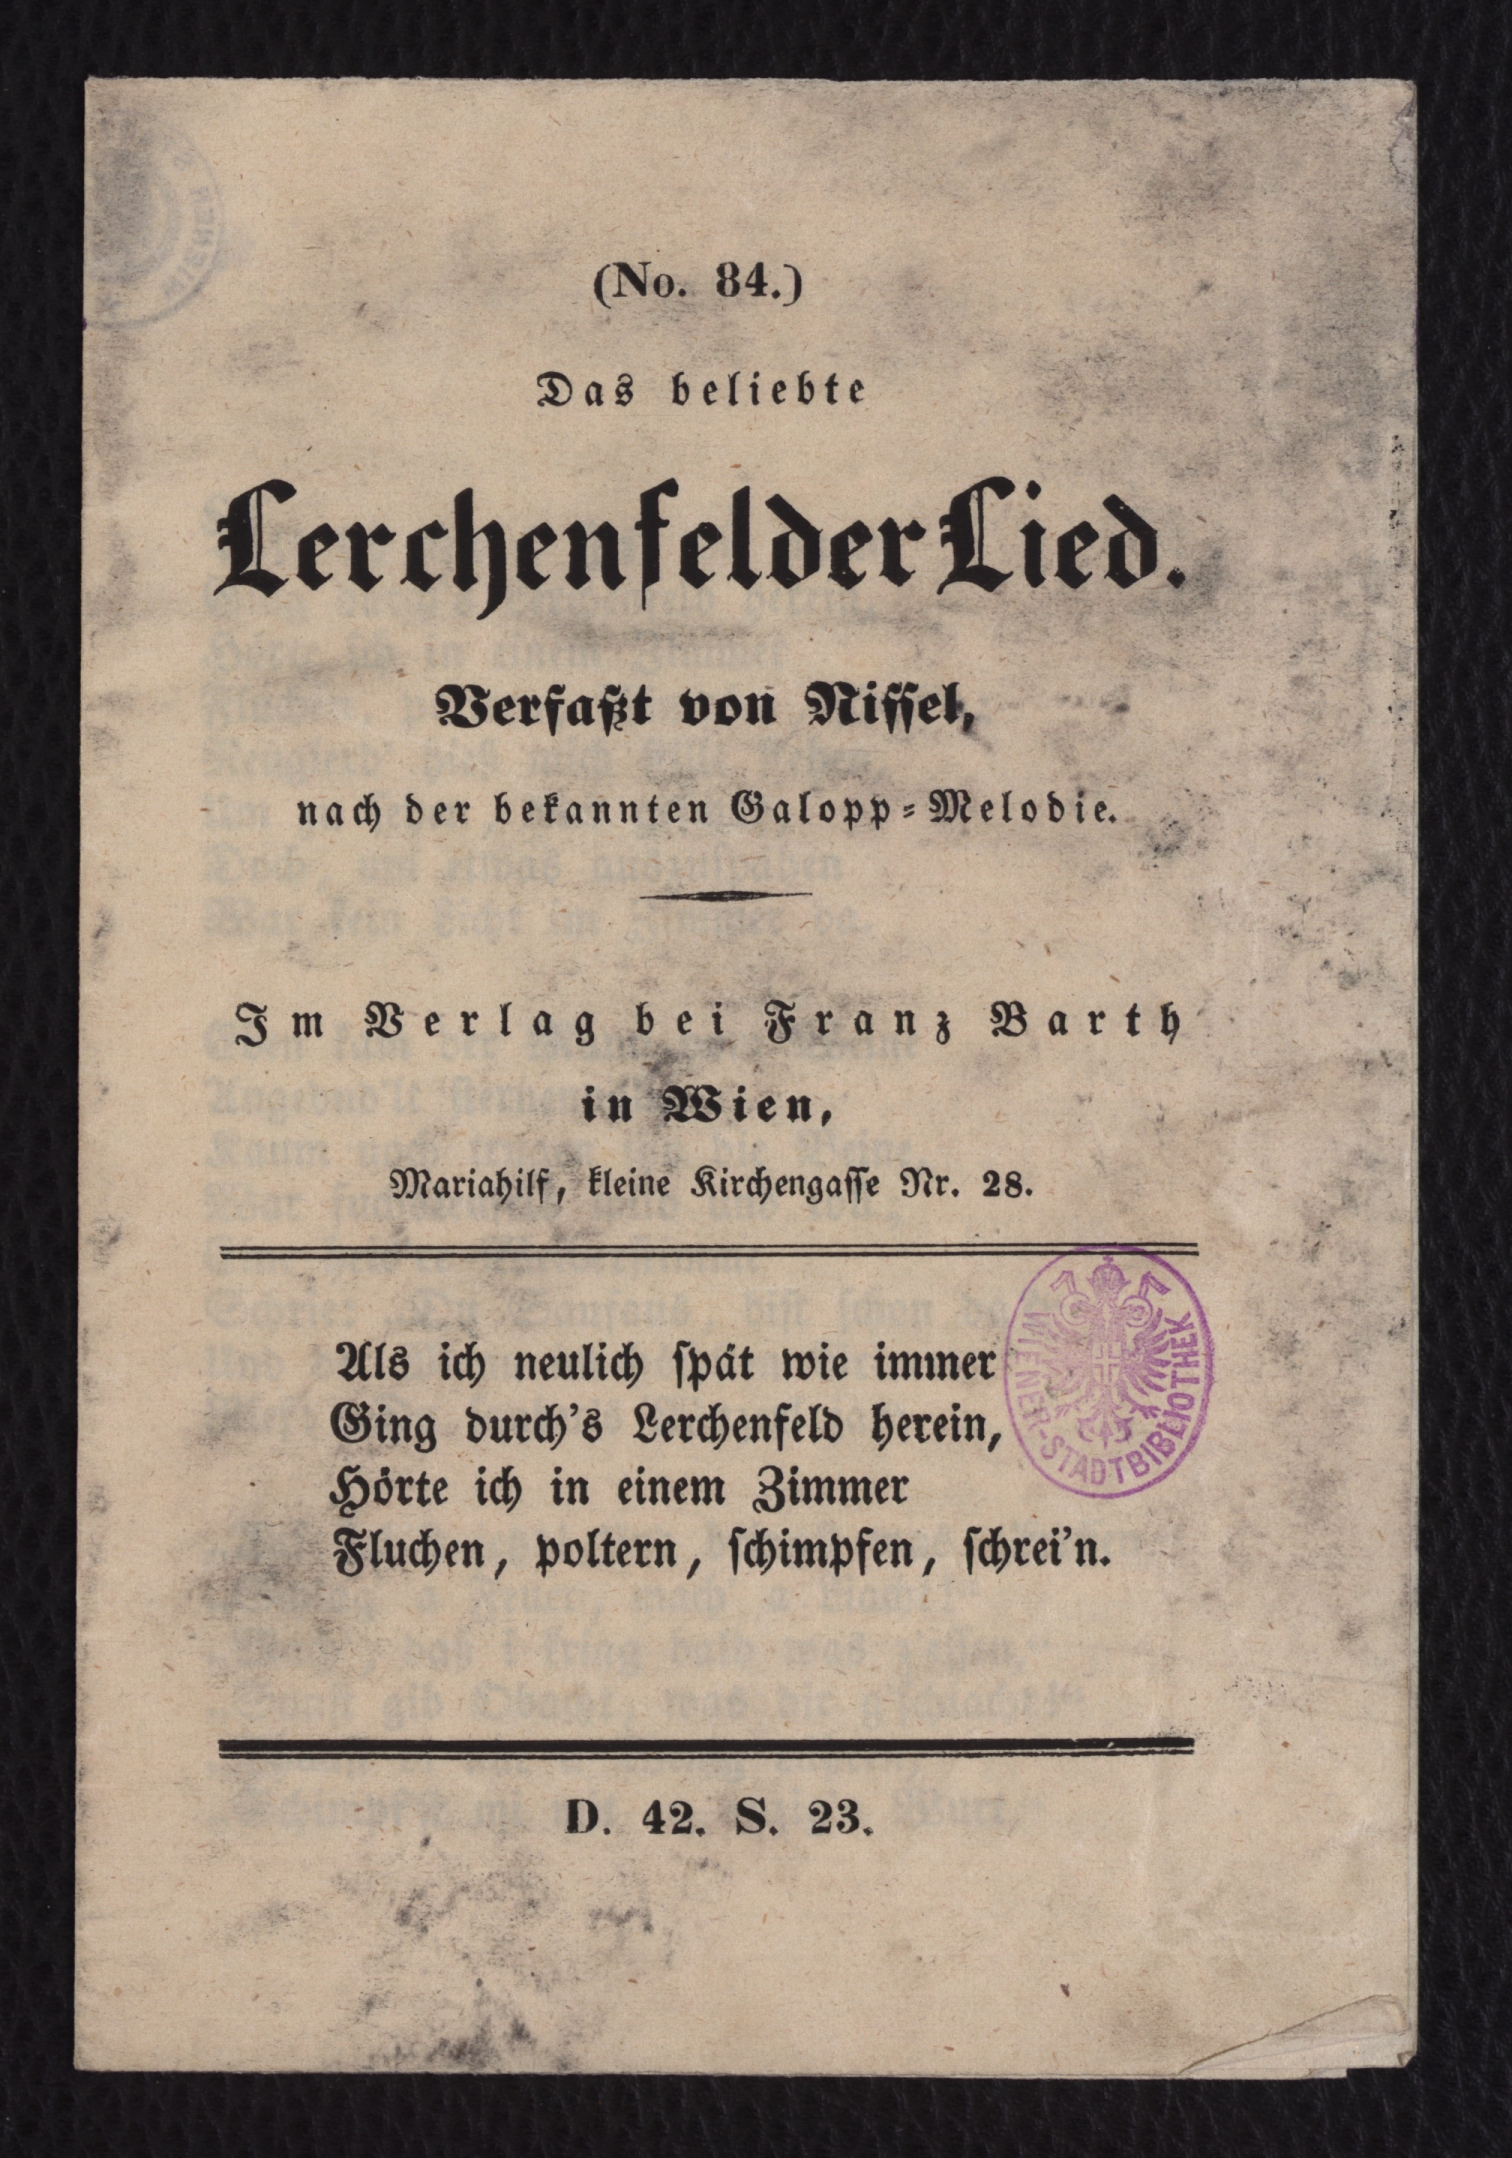 (No. 84.)
Das beliebte
Lerchenfelder Lied.
Verfaßt von Nissel,
nach der bekannten Galopp-Melodie.
Im Verlag bei Franz Barth
in Wien,
Mariahilf, kleine Kirchengasse Nr. 28.
Als ich neulich spät wie immer
Ging durch's Lerchenfeld herein,
Hörte ich in einem Zimmer
Fluchen, poltern, schimpfen, schrei'n.
WIENER-STADTBIBLIOTHEK
D. 42. S. 23.